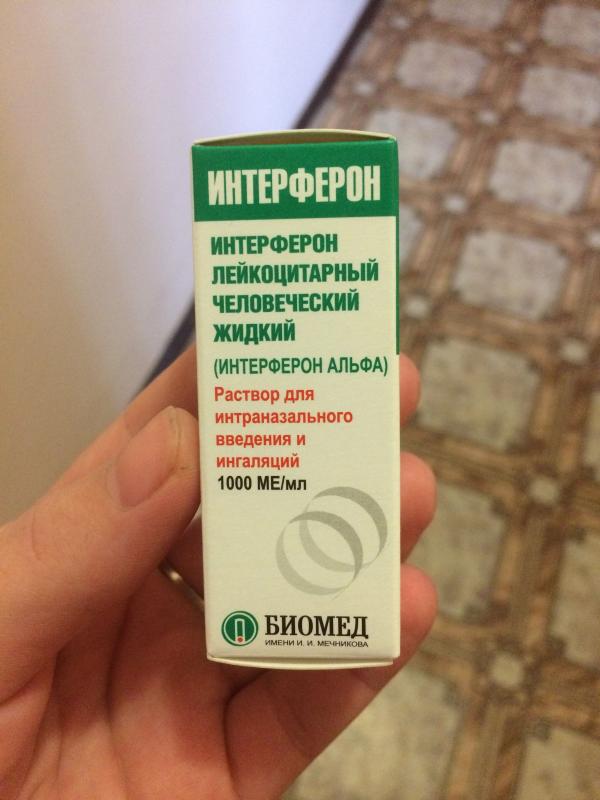 ИНТЕРФЕРОН
ИНТЕРФЕРОН
ЛЕЙКОЦИТАРНЫЙ
ЧЕЛОВЕЧЕСКИЙ
ЖИДКИЙ
(ИНТЕРФЕРОН АЛЬФА)
Раствор для
интраназального
введения и
ингаляций
1000 МЕ/мл
БИОМЕД
ИМЕНИ И. И. МЕЧНИКОВА